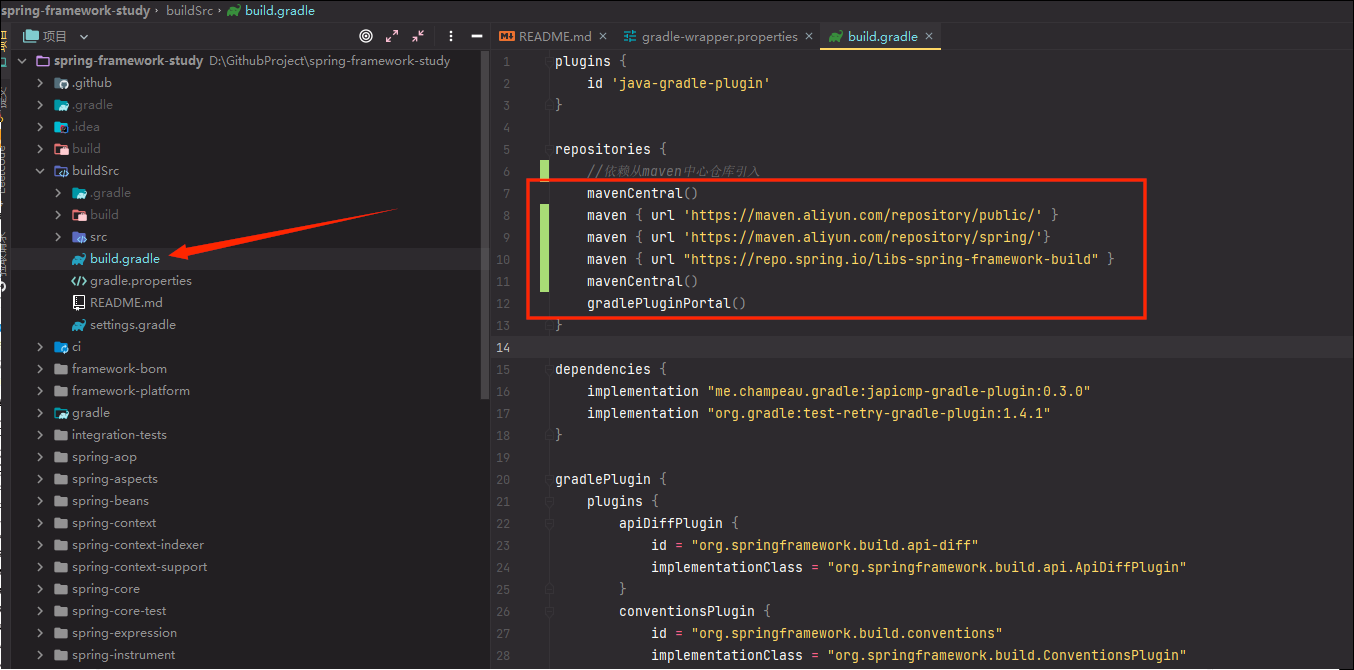 spring-framework-study › buildSrc › build.gradle
项目
README.md
gradle-wrapper.properties
build.gradle
spring-framework-study D:\GithubProject\spring-framework-study
.github
.gradle
.idea
build
buildSrc
.gradle
build
src
build.gradle
gradle.properties
README.md
settings.gradle
ci
framework-bom
framework-platform
gradle
integration-tests
spring-aop
spring-aspects
spring-beans
spring-context
spring-context-indexer
spring-context-support
spring-core
spring-core-test
spring-expression
spring-instrument
1 plugins {
2 id 'java-gradle-plugin'
3 }
4
5 repositories {
6 //依赖从maven中心仓库引入
7 mavenCentral()
8 maven { url 'https://maven.aliyun.com/repository/public/' }
9 maven { url 'https://maven.aliyun.com/repository/spring/'}
10 maven { url "https://repo.spring.io/libs-spring-framework-build" }
11 mavenCentral()
12 gradlePluginPortal()
13 }
14
15 dependencies {
16 implementation "me.champeau.gradle:japicmp-gradle-plugin:0.3.0"
17 implementation "org.gradle:test-retry-gradle-plugin:1.4.1"
18 }
19
20 gradlePlugin {
21 plugins {
22 apiDiffPlugin {
23 id = "org.springframework.build.api-diff"
24 implementationClass = "org.springframework.build.api.ApiDiffPlugin"
25 }
26 conventionsPlugin {
27 id = "org.springframework.build.conventions"
28 implementationClass = "org.springframework.build.ConventionsPlugin"